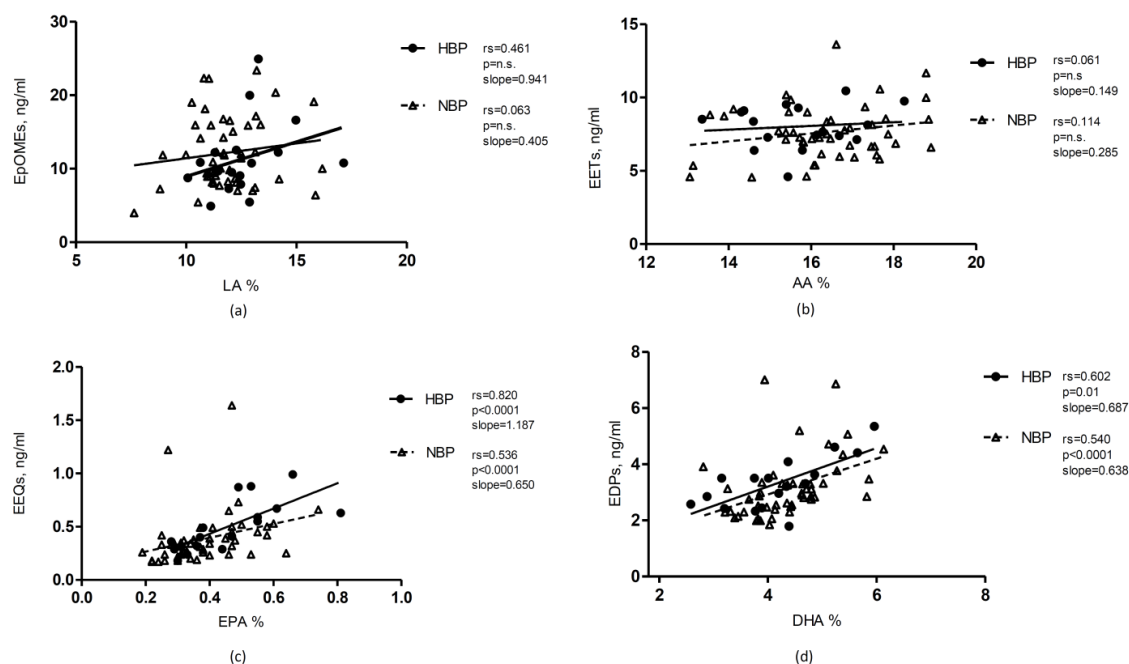 30
20
10
0
EpOMEs, ng/ml
5
10
15
20
LA %
(a)
HBP
rs=0.461
p=n.s.
slope=0.941
NBP
rs=0.063
p=n.s.
slope=0.405
15
10
5
0
EETs, ng/ml
12
14
16
18
20
AA %
(b)
HBP
rs=0.061
p=n.s
slope=0.149
NBP
rs=0.114
p=n.s.
slope=0.285
2.0
1.5
1.0
0.5
0.0
EEQs, ng/ml
0.0
0.2
0.4
0.6
0.8
1.0
EPA %
(c)
HBP
rs=0.820
p<0.0001
slope=1.187
NBP
rs=0.536
p<0.0001
slope=0.650
8
6
4
2
0
EDPs, ng/ml
2
4
6
8
DHA %
(d)
HBP
rs=0.602
p=0.01
slope=0.687
NBP
rs=0.540
p<0.0001
slope=0.638